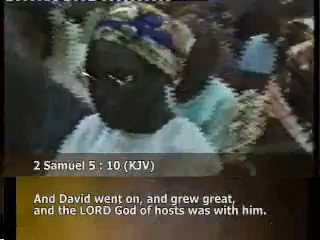 2 Samuel 5 : 10 (KJV)
And David went on, and grew great,
and the LORD God of hosts was with him.